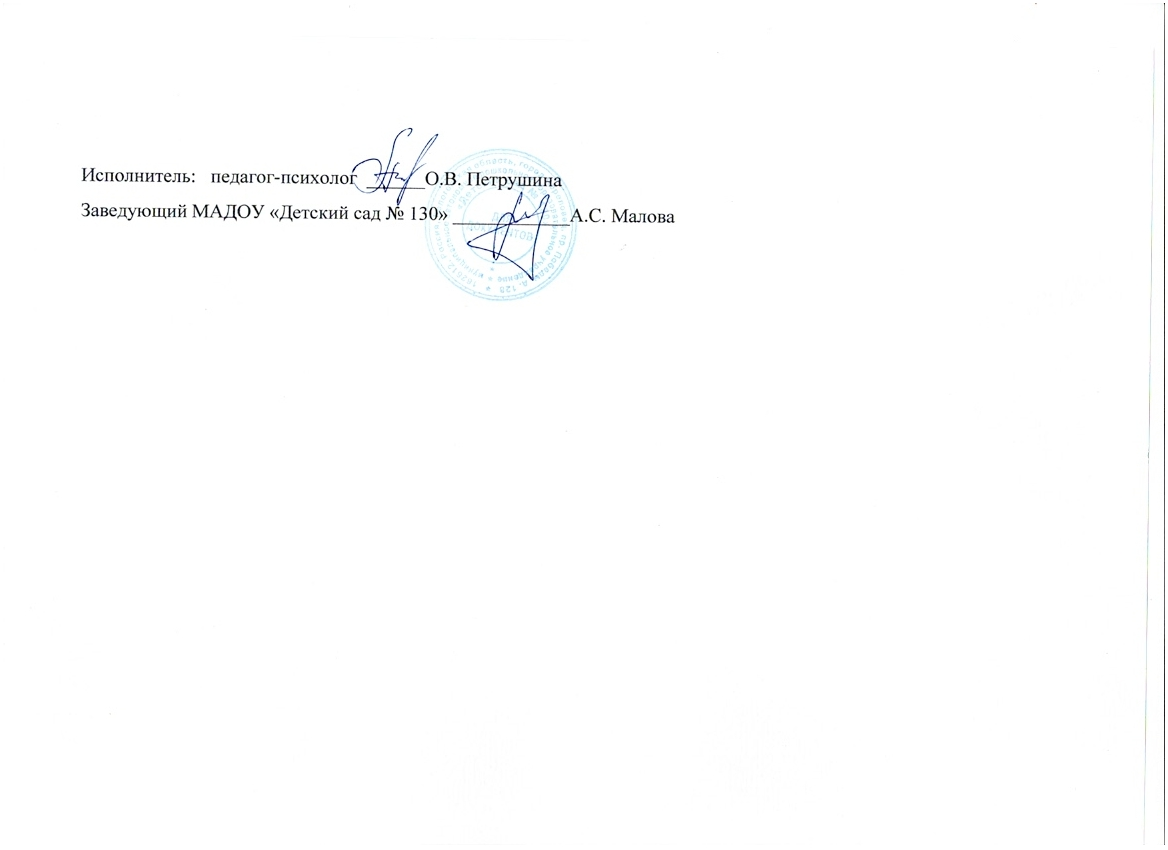 Исполнитель: педагог-психолог ______О.В. Петрушина
Заведующий МАДОУ «Детский сад № 130» ____________А.С. Малова